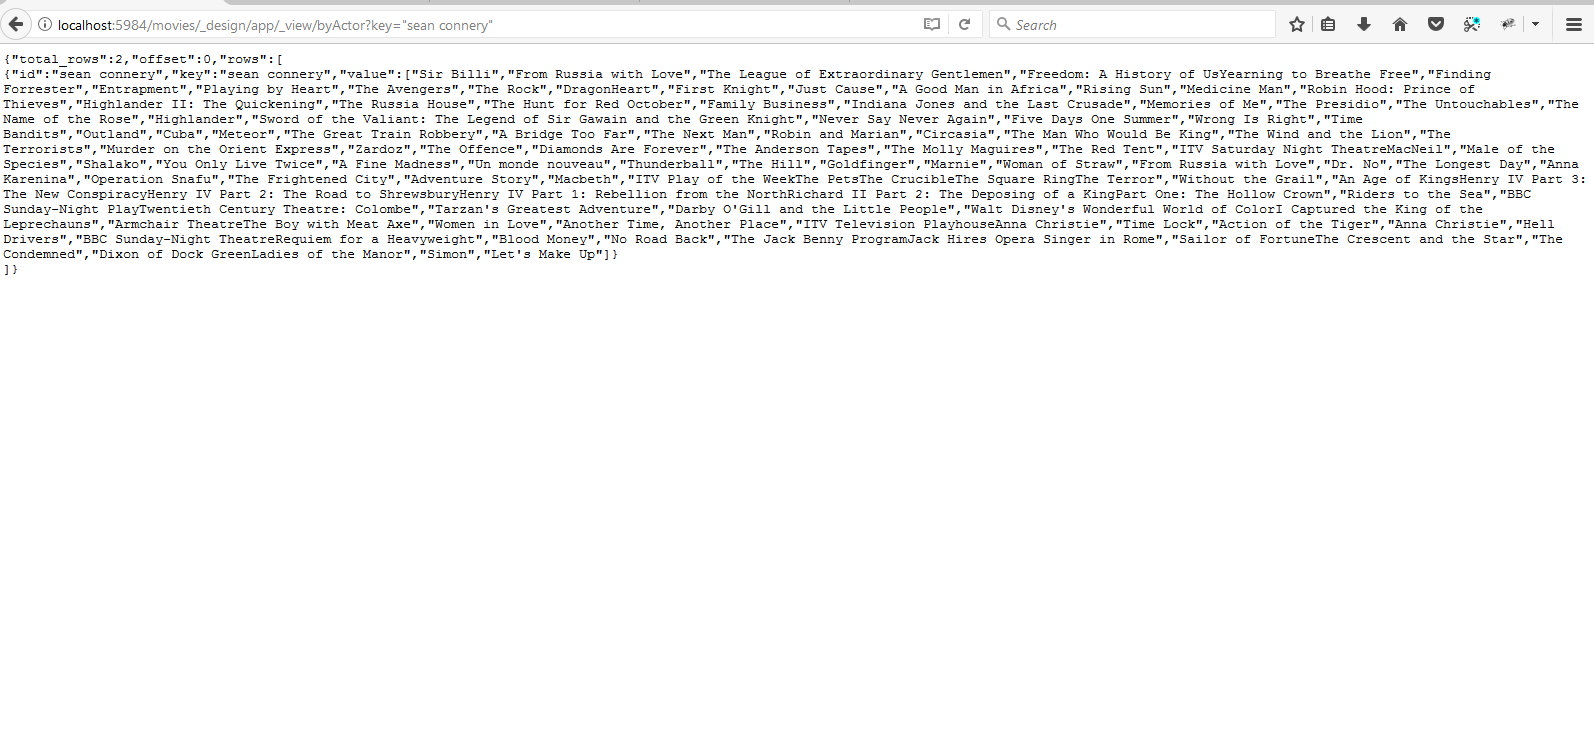 localhost:5984/movies/_design/app/_view/byActor?key="sean connery"
Search
{"total_rows":2,"offset":0,"rows":[
{"id":"sean connery","key":"sean connery","value":["Sir Billi","From Russia with Love","The League of Extraordinary Gentlemen","Freedom: A History of UsYearning to Breathe Free","Finding
Forrester","Entrapment","Playing by Heart","The Avengers","The Rock","DragonHeart","First Knight","Just Cause","A Good Man in Africa","Rising Sun","Medicine Man","Robin Hood: Prince of
Thieves","Highlander II: The Quickening","The Russia House","The Hunt for Red October","Family Business","Indiana Jones and the Last Crusade","Memories of Me","The Presidio","The Untouchables","The
Name of the Rose","Highlander","Sword of the Valiant: The Legend of Sir Gawain and the Green Knight","Never Say Never Again","Five Days One Summer","Wrong Is Right","Time
Bandits","Outland","Cuba","Meteor","The Great Train Robbery","A Bridge Too Far","The Next Man","Robin and Marian","Circasia","The Man Who Would Be King","The Wind and the Lion","The
Terrorists","Murder on the Orient Express","Zardoz","The Offence","Diamonds Are Forever","The Anderson Tapes","The Molly Maguires","The Red Tent","ITV Saturday Night TheatreMacNeil","Male of the
Species","Shalako","You Only Live Twice","A Fine Madness","Un monde nouveau","Thunderball","The Hill","Goldfinger","Marnie","Woman of Straw","From Russia with Love","Dr. No","The Longest Day","Anna
Karenina","Operation Snafu","The Frightened City","Adventure Story","Macbeth","ITV Play of the WeekThe PetsThe CrucibleThe Square RingThe Terror","Without the Grail","An Age of KingsHenry IV Part 3:
The New ConspiracyHenry IV Part 2: The Road to ShrewsburyHenry IV Part 1: Rebellion from the NorthRichard II Part 2: The Deposing of a KingPart One: The Hollow Crown","Riders to the Sea","BBC
Sunday-Night PlayTwentieth Century Theatre: Colombe","Tarzan's Greatest Adventure","Darby O'Gill and the Little People","Walt Disney's Wonderful World of ColorI Captured the King of the
Leprechauns","Armchair TheatreThe Boy with Meat Axe","Women in Love","Another Time, Another Place","ITV Television PlayhouseAnna Christie","Time Lock","Action of the Tiger","Anna Christie","Hell
Drivers","BBC Sunday-Night TheatreRequiem for a Heavyweight","Blood Money","No Road Back","The Jack Benny ProgramJack Hires Opera Singer in Rome","Sailor of FortuneThe Crescent and the Star","The
Condemned","Dixon of Dock GreenLadies of the Manor","Simon","Let's Make Up"]}
]}